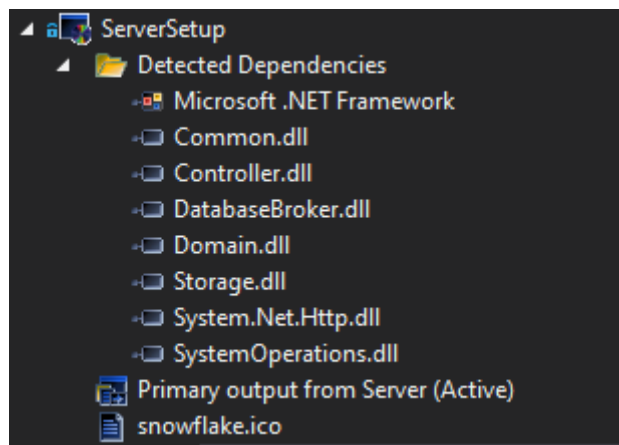 ServerSetup
Detected Dependencies
Microsoft .NET Framework
Common.dll
Controller.dll
DatabaseBroker.dll
Domain.dll
Storage.dll
System.Net.Http.dll
SystemOperations.dll
Primary output from Server (Active)
snowflake.ico